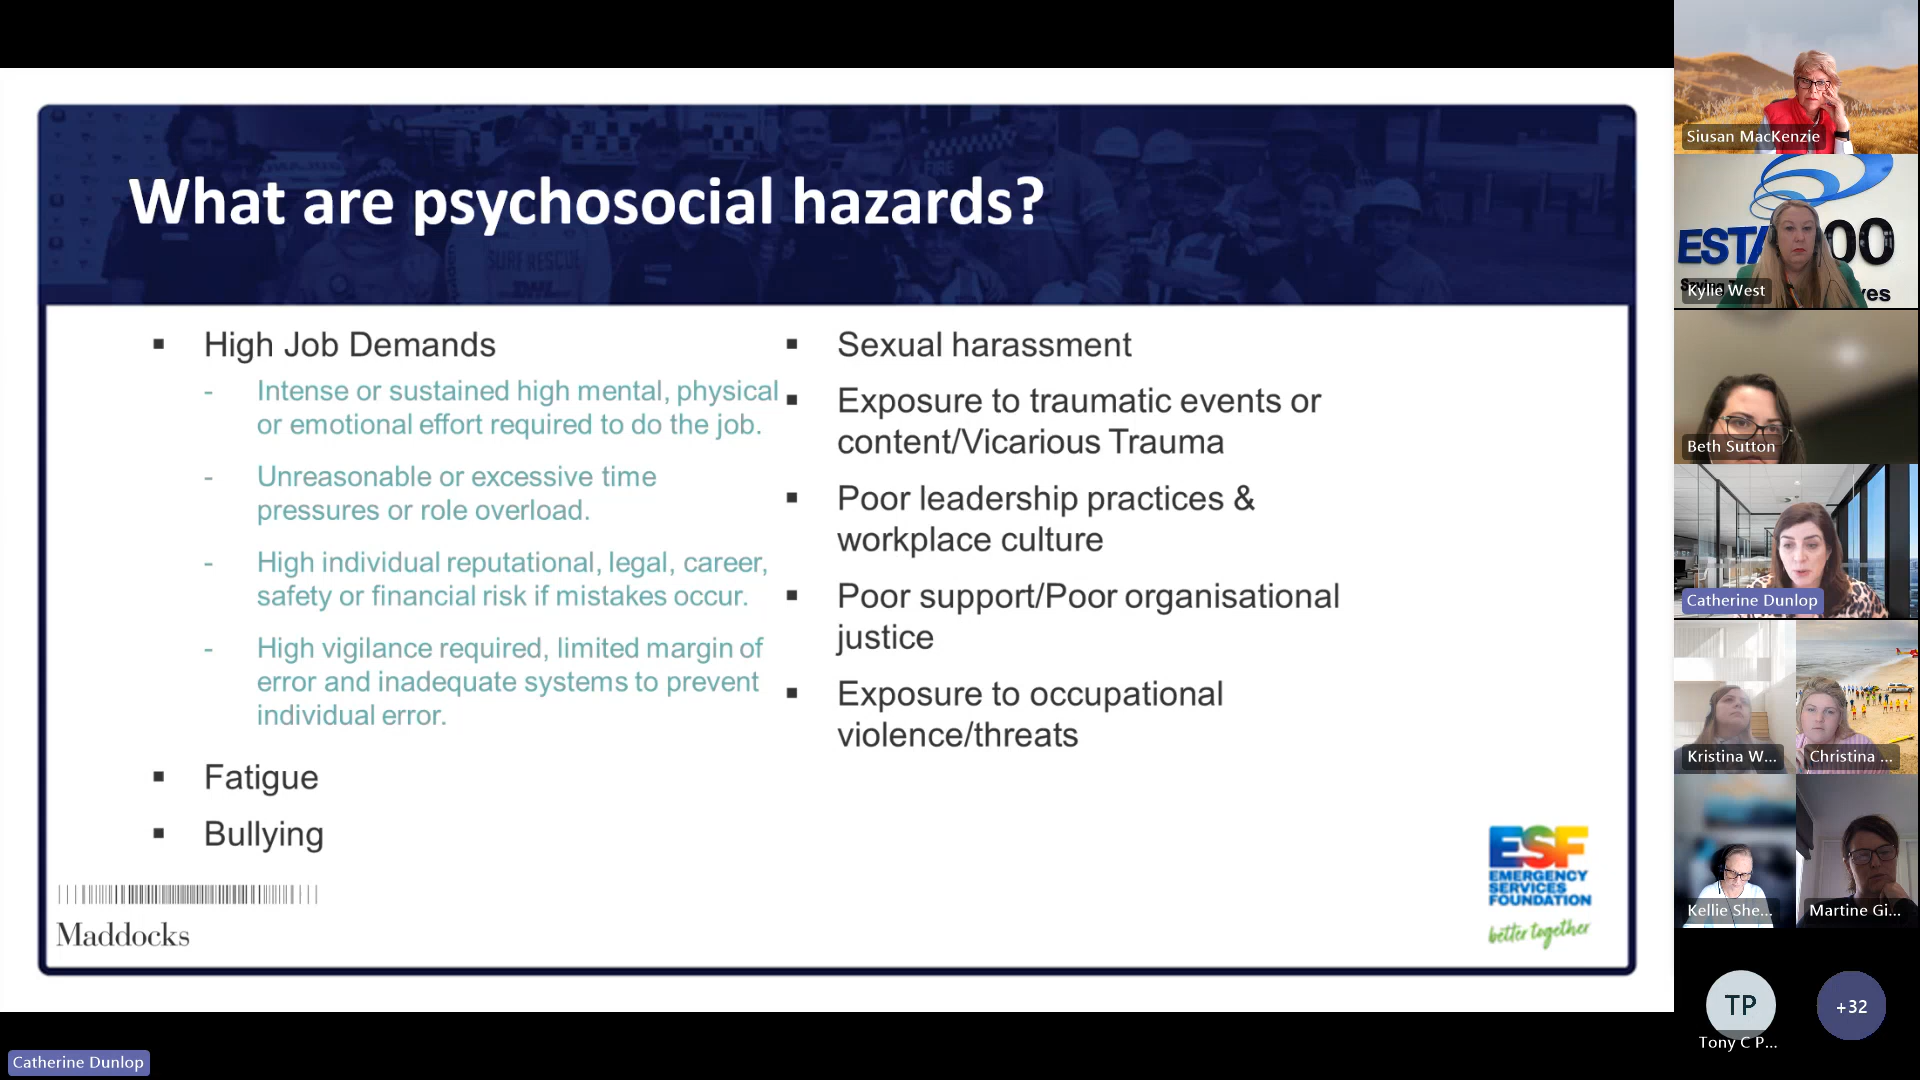 What are psychosocial hazards?
SURF RESCUE
FIRE
▪ High Job Demands
- Intense or sustained high mental, physical
or emotional effort required to do the job.
- Unreasonable or excessive time
pressures or role overload.
- High individual reputational, legal, career,
safety or financial risk if mistakes occur.
- High vigilance required, limited margin of
error and inadequate systems to prevent
individual error.
▪ Fatigue
▪ Bullying
▪ Sexual harassment
▪ Exposure to traumatic events or
content/Vicarious Trauma
▪ Poor leadership practices &
workplace culture
▪ Poor support/Poor organisational
justice
▪ Exposure to occupational
violence/threats
Maddocks
ESF
EMERGENCY
SERVICES
FOUNDATION
better together
Catherine Dunlop
Siusan MacKenzie
Kylie West
Beth Sutton
Catherine Dunlop
Kristina W...
Christina ...
Kellie She...
Martine Gi...
TP
Tony C P...
+32